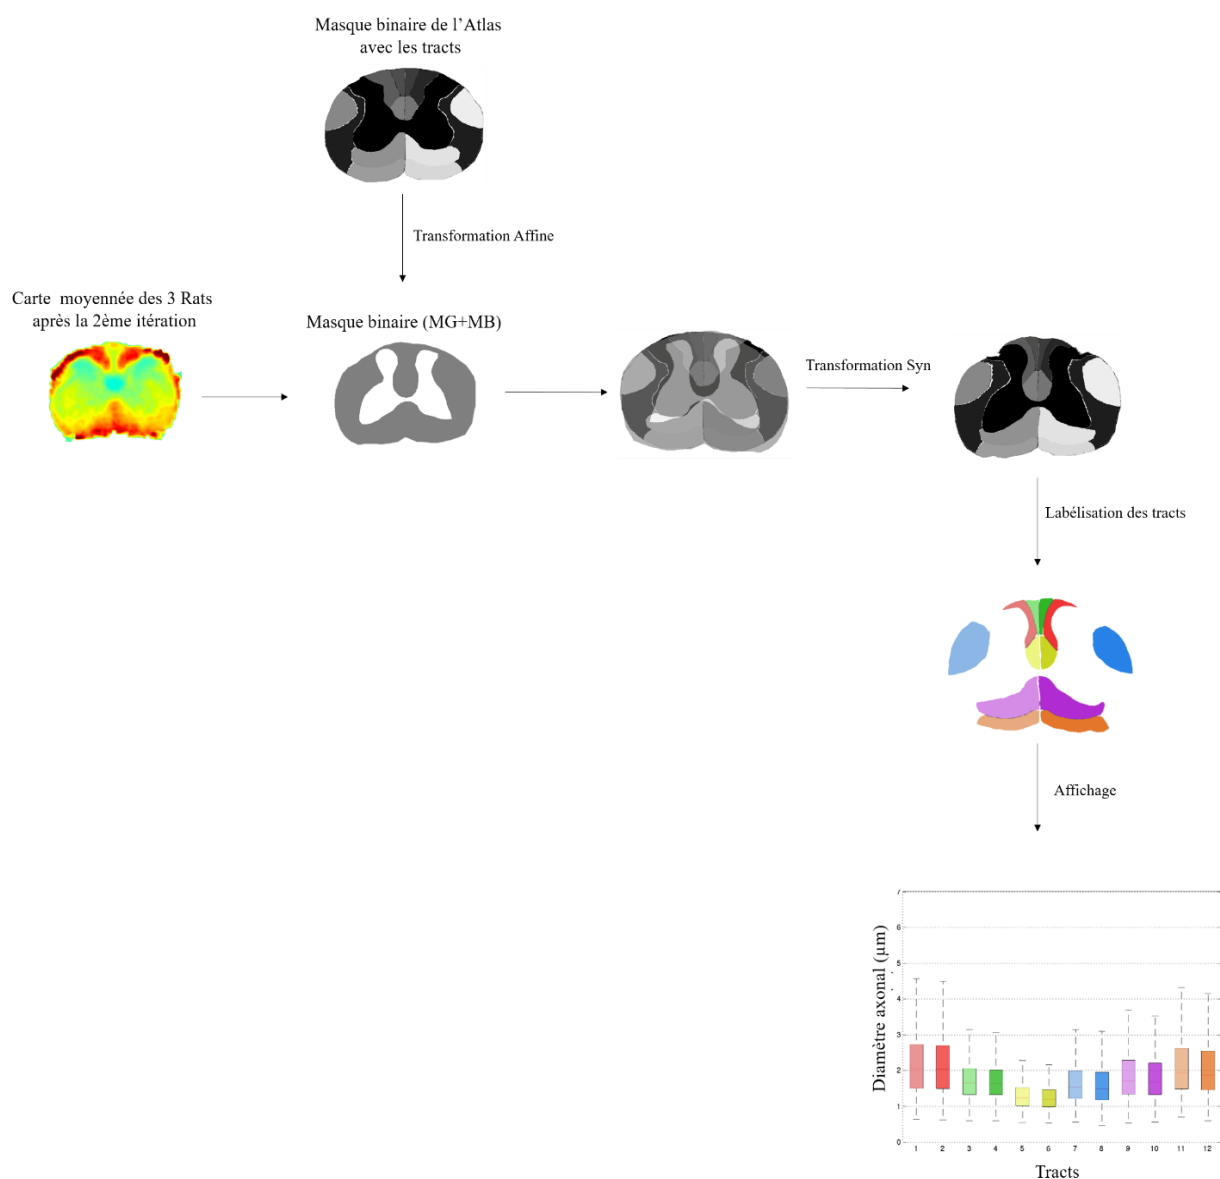 Masque binaire de l'Atlas
avec les tracts
Transformation Affine
Carte moyennée des 3 Rats
après la 2ème itération
Masque binaire (MG+MB)
Transformation Syn
Labélisation des tracts
Affichage
Diamètre axonal (µm)
7
6
5
4
3
2
1
0
1 2 3 4 5 6 7 8 9 10 11 12
Tracts